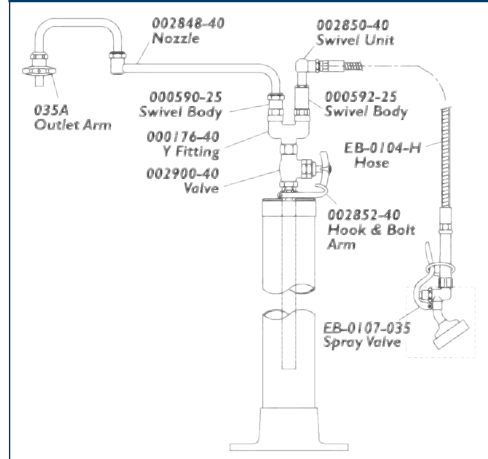 002848-40
Nozzle
002850-40
Swivel Unit
035A
Outlet Arm
000590-25
Swivel Body
000592-25
Swivel Body
000176-40
Y Fitting
EB-0104-H
Hose
002900-40
Valve
002852-40
Hook & Bolt
Arm
EB-0107-035
Spray Valve